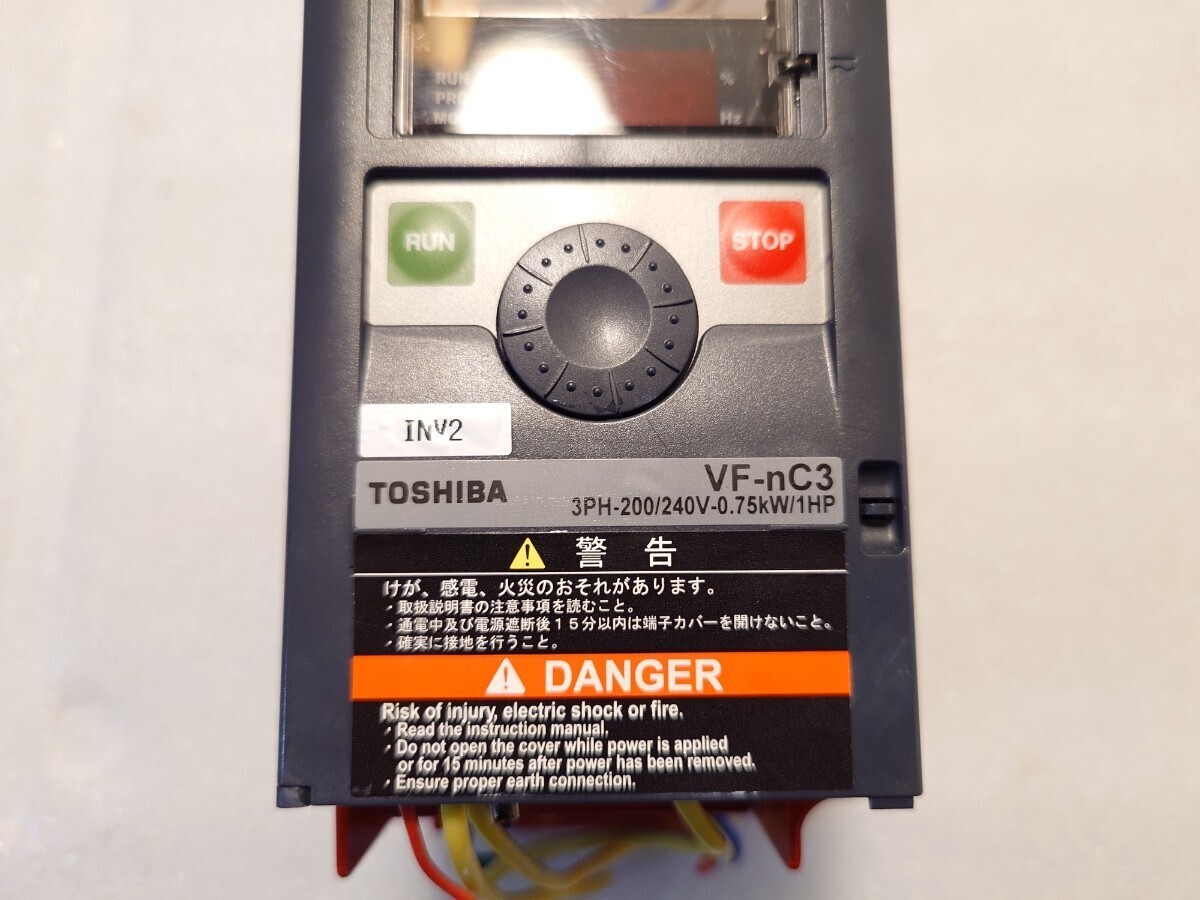 RUN %
Hz
RUN
STOP
INV2
TOSHIBA
VF-nC3
3PH-200/240V-0.75kW/1HP
警 告
けが、感電、火災のおそれがあります。
・取扱説明書の注意事項を読むこと。
・通電中及び電源遮断後１５分以内は端子カバーを開けないこと。
・確実に接地を行うこと。
DANGER
Risk of injury, electric shock or fire.
・Read the instruction manual.
・Do not open the cover while power is applied
or for 15 minutes after power has been removed.
・Ensure proper earth connection.